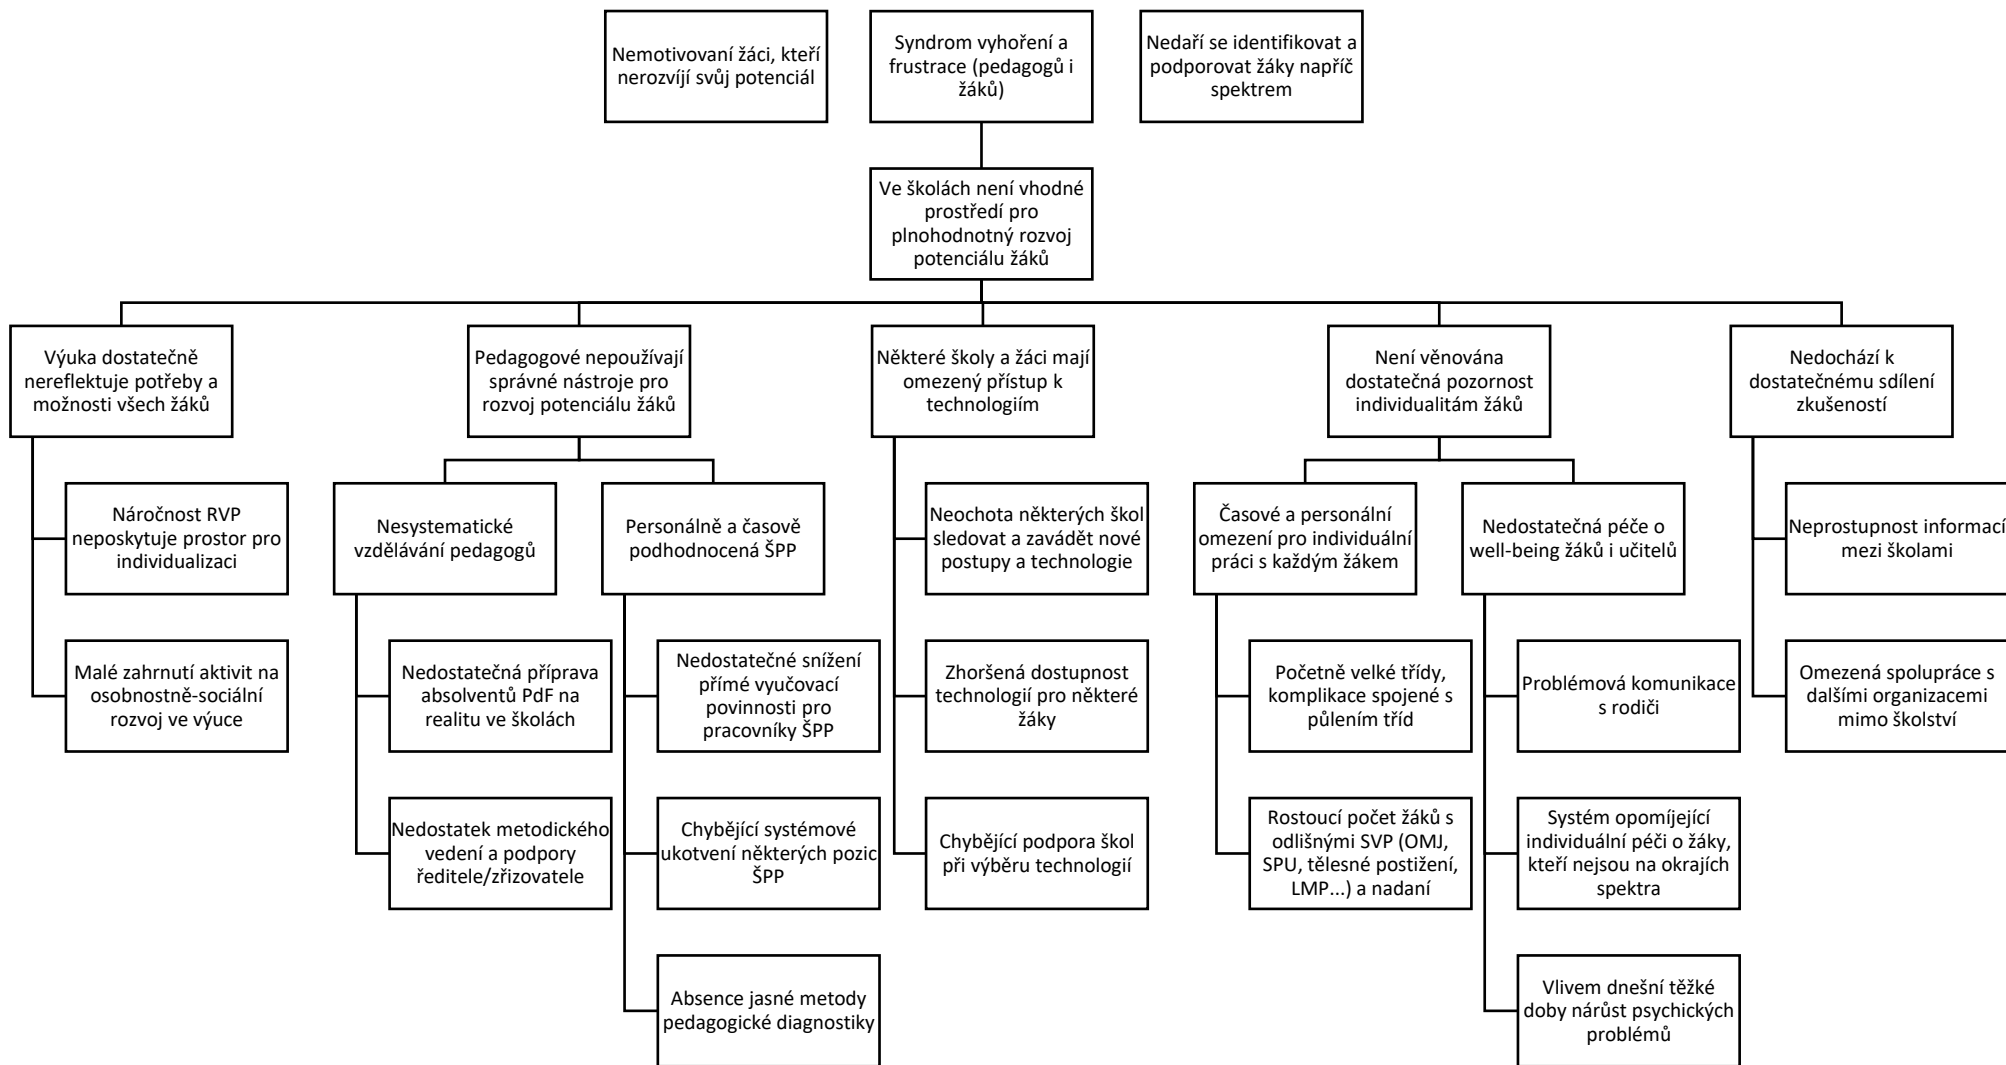 Nemotivovaní žáci, kteří
nerozvíjí svůj potenciál
Syndrom vyhoření a
frustrace (pedagogů i
žáků)
Nedaří se identifikovat a
podporovat žáky napříč
spektrem
Ve školách není vhodné
prostředí pro
plnohodnotný rozvoj
potenciálu žáků
Výuka dostatečně
nereflektuje potřeby a
možnosti všech žáků
Pedagogové nepoužívají
správné nástroje pro
rozvoj potenciálu žáků
Některé školy a žáci mají
omezený přístup k
technologiím
Není věnována
dostatečná pozornost
individualitám žáků
Nedochází k
dostatečnému sdílení
zkušeností
Náročnost RVP
neposkytuje prostor pro
individualizaci
Nesystematické
vzdělávání pedagogů
Personálně a časově
podhodnocená ŠPP
Neochota některých škol
sledovat a zavádět nové
postupy a technologie
Časové a personální
omezení pro individuální
práci s každým žákem
Nedostatečná péče o
well-being žáků i učitelů
Neprostupnost informací
mezi školami
Malé zahrnutí aktivit na
osobnostně-sociální
rozvoj ve výuce
Nedostatečná příprava
absolventů PdF na
realitu ve školách
Nedostatečné snížení
přímé vyučovací
povinnosti pro
pracovníky ŠPP
Zhoršená dostupnost
technologií pro některé
žáky
Početně velké třídy,
komplikace spojené s
půlením tříd
Problémová komunikace
s rodiči
Omezená spolupráce s
dalšími organizacemi
mimo školství
Nedostatek metodického
vedení a podpory
ředitele/zřizovatele
Chybějící systémové
ukotvení některých pozic
ŠPP
Chybějící podpora škol
při výběru technologií
Rostoucí počet žáků s
odlišnými SVP (OMJ,
SPU, tělesné postižení,
LMP...) a nadaní
Systém opomíjející
individuální péči o žáky,
kteří nejsou na okrajích
spektra
Absence jasné metody
pedagogické diagnostiky
Vlivem dnešní těžké
doby nárůst psychických
problémů